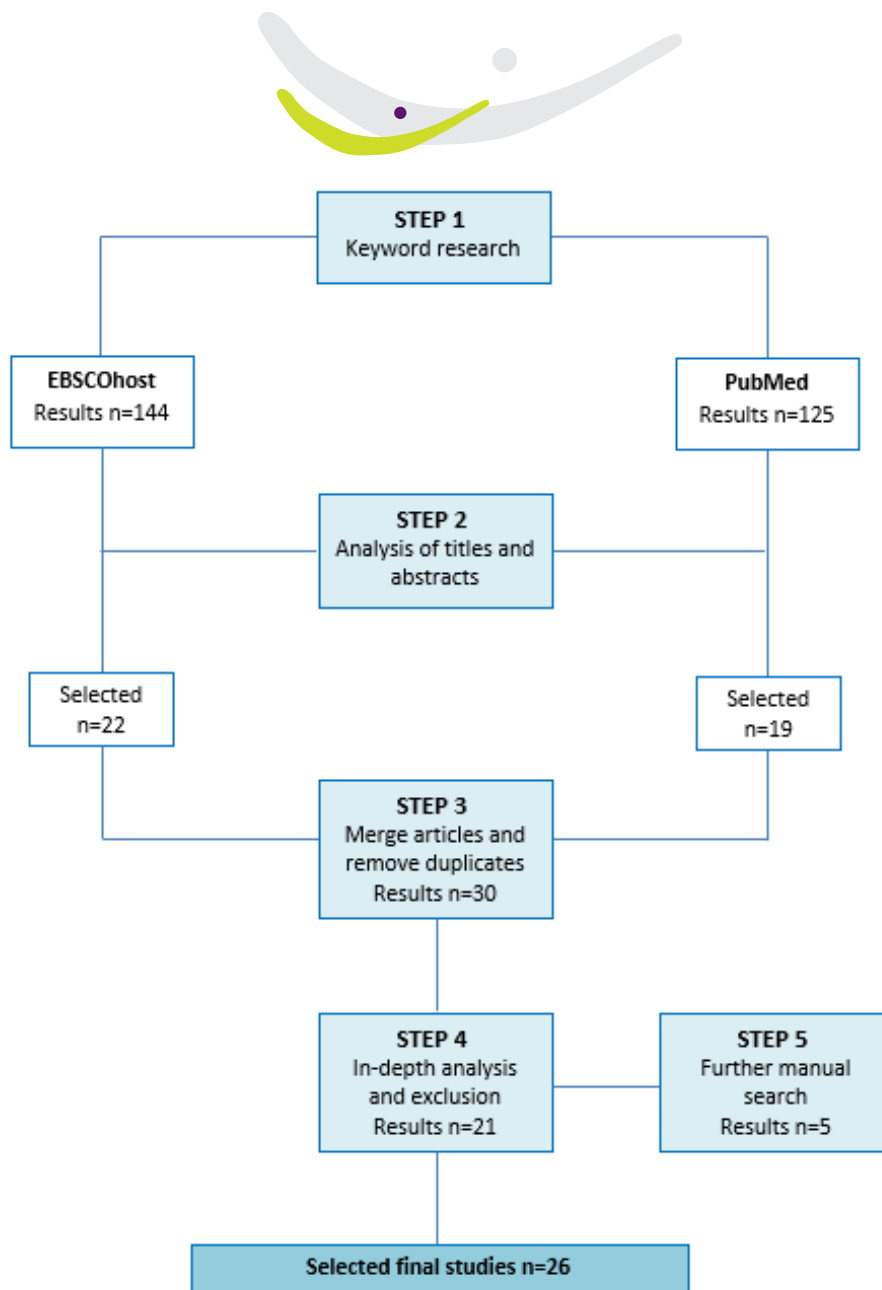 STEP 1
Keyword research
EBSCOhost
Results n=144
PubMed
Results n=125
STEP 2
Analysis of titles and
abstracts
Selected
n=22
Selected
n=19
STEP 3
Merge articles and
remove duplicates
Results n=30
STEP 4
In-depth analysis
and exclusion
Results n=21
STEP 5
Further manual
search
Results n=5
Selected final studies n=26